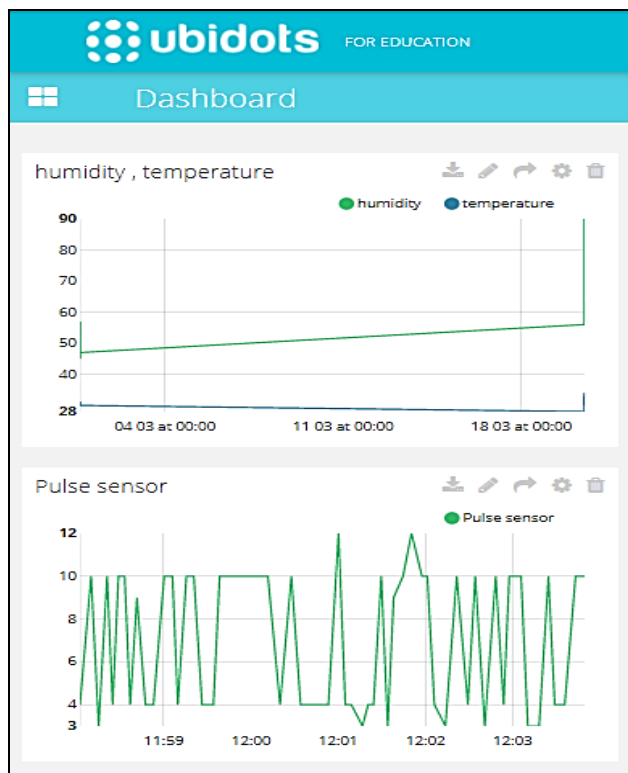 ubidots FOR EDUCATION
Dashboard
humidity , temperature
humidity temperature
90
80
70
60
50
40
28
04 03 at 00:00 11 03 at 00:00 18 03 at 00:00
Pulse sensor
Pulse sensor
12
10
8
6
4
3
11:59 12:00 12:01 12:02 12:03